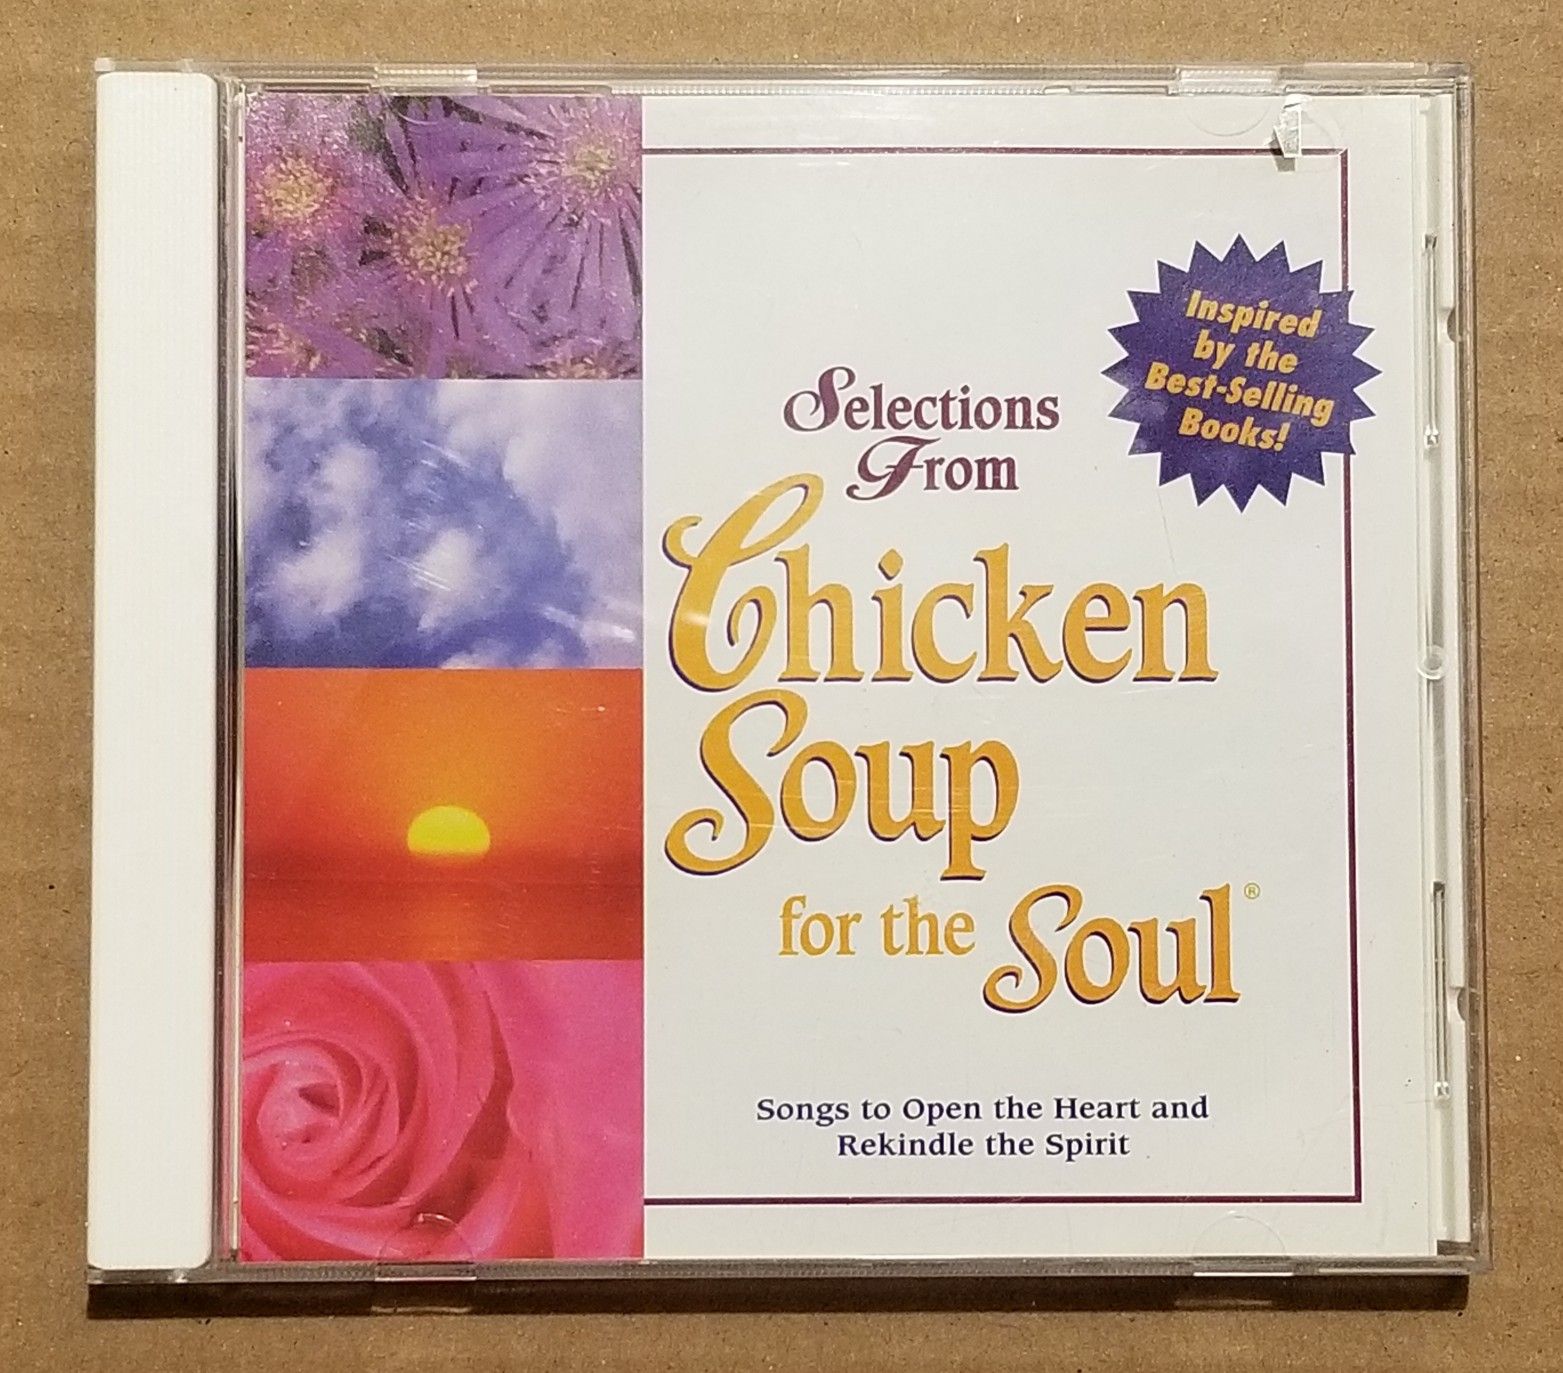 Inspired
by the
Best-Selling
Books!
Selections
From
Chicken
Soup
for the Soul®
Songs to Open the Heart and
Rekindle the Spirit